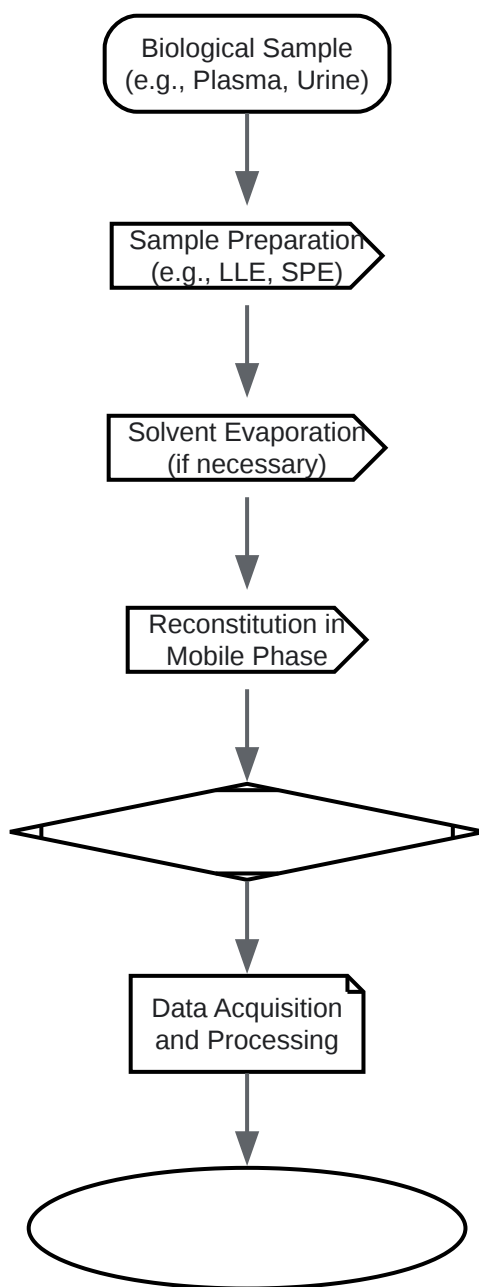 Biological Sample
(e.g., Plasma, Urine)
Sample Preparation
(e.g., LLE, SPE)
Solvent Evaporation
(if necessary)
Reconstitution in
Mobile Phase
Data Acquisition
and Processing